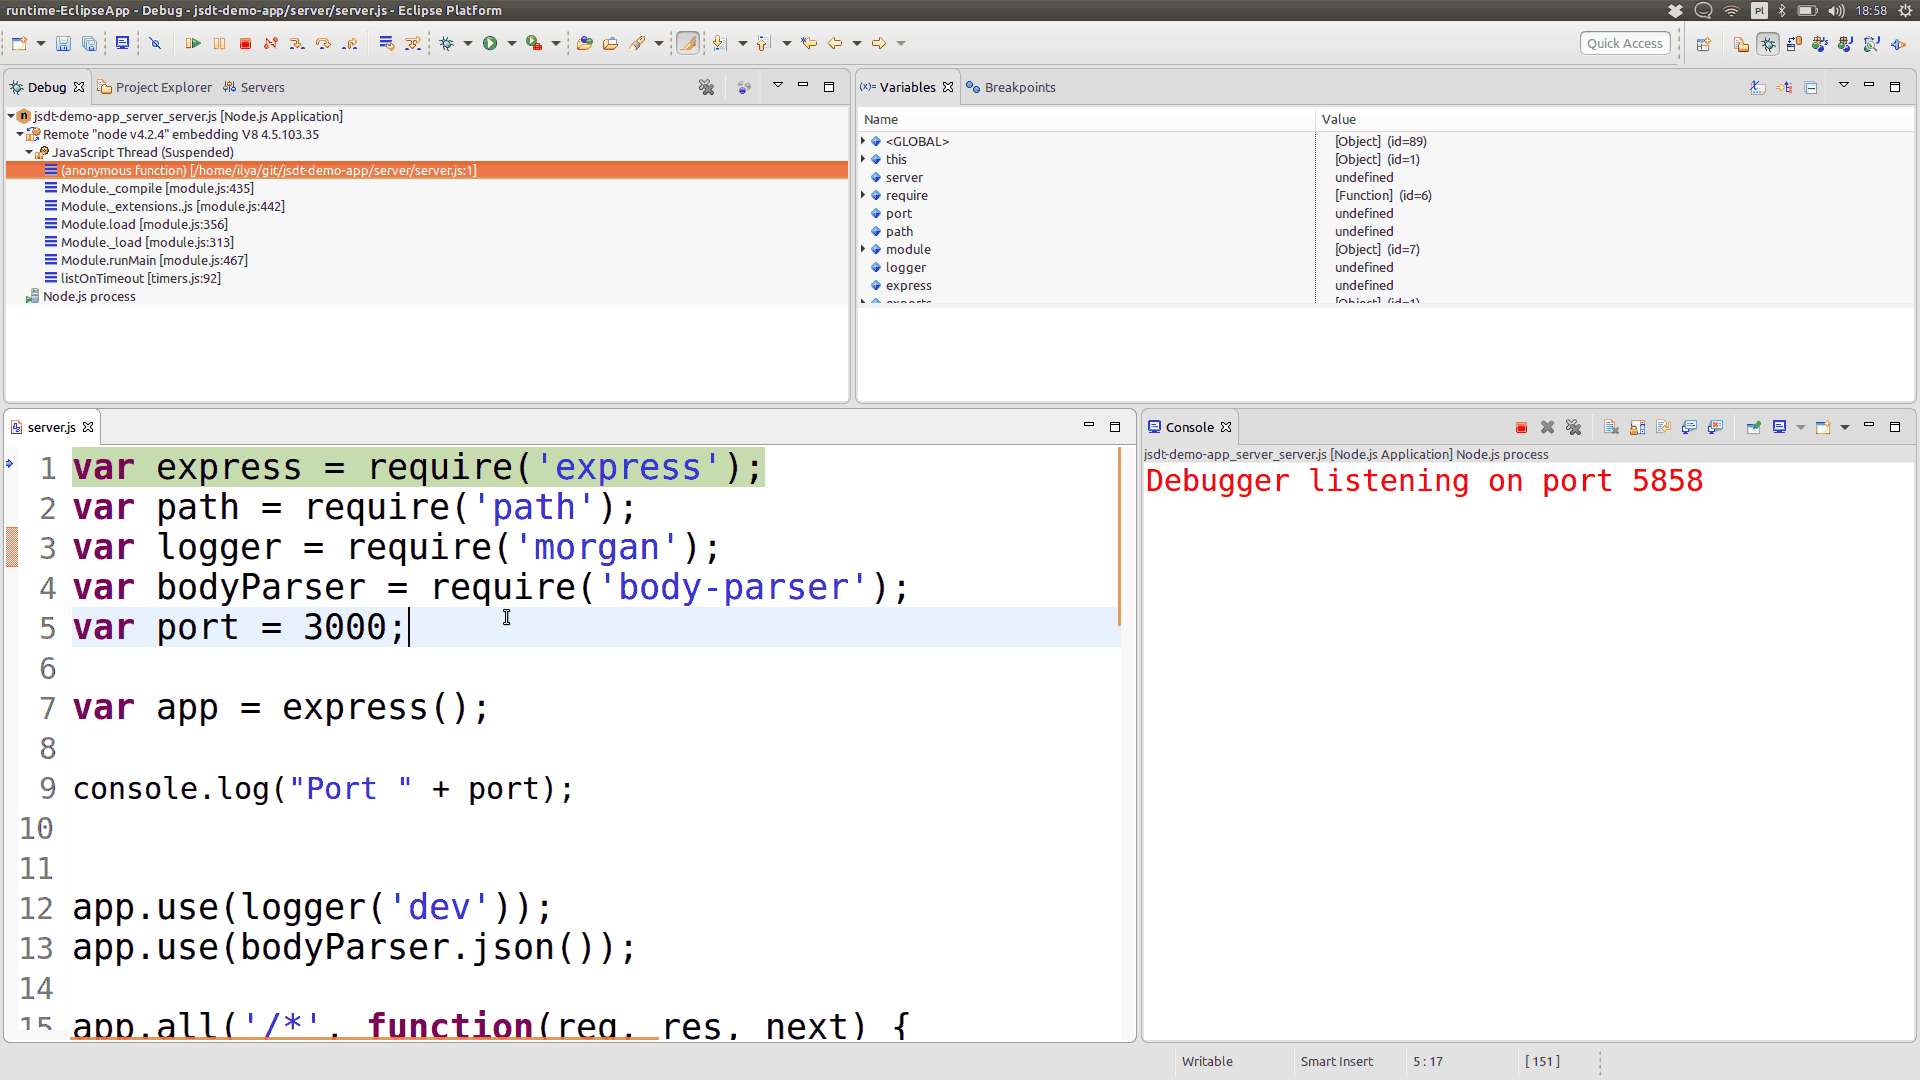 runtime-EclipseApp - Debug - jsdt-demo-app/server/server.js - Eclipse Platform
Pl
18:58
Quick Access
Debug
Project Explorer
Servers
jsdt-demo-app_server_server.js [Node.js Application]
Remote "node v4.2.4" embedding V8 4.5.103.35
JavaScript Thread (Suspended)
(anonymous function) [/home/ilya/git/jsdt-demo-app/server/server.js:1]
Module._compile [module.js:435]
Module._extensions..js [module.js:442]
Module.load [module.js:356]
Module._load [module.js:313]
Module.runMain [module.js:467]
listOnTimeout [timers.js:92]
Node.js process
(x)= Variables
Breakpoints
Name Value
<GLOBAL> [Object] (id=89)
this [Object] (id=1)
server undefined
require [Function] (id=6)
port undefined
path undefined
module [Object] (id=7)
logger undefined
express undefined
exports [Object] (id=1)
server.js
1 var express = require('express');
2 var path = require('path');
3 var logger = require('morgan');
4 var bodyParser = require('body-parser');
5 var port = 3000;
6
7 var app = express();
8
9 console.log("Port " + port);
10
11
12 app.use(logger('dev'));
13 app.use(bodyParser.json());
14
15 app.all('/*', function(req, res, next) {
Console
jsdt-demo-app_server_server.js [Node.js Application] Node.js process
Debugger listening on port 5858
Writable
Smart Insert
5 : 17
[ 151 ]